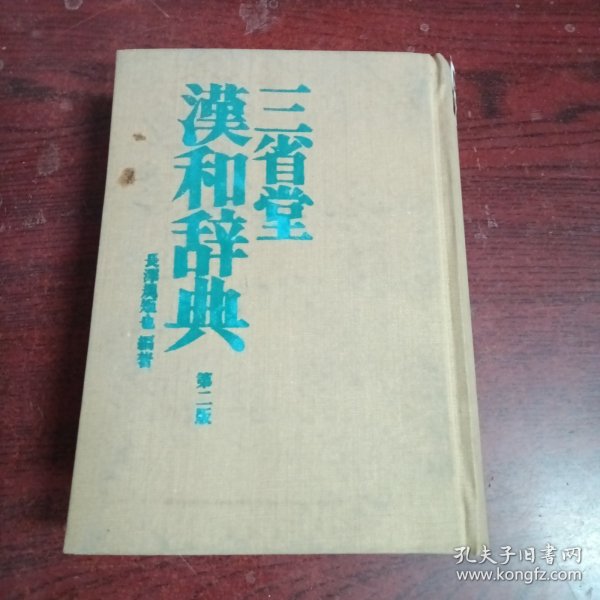 三省堂
漢和辞典
第二版
長澤規矩也 編著
孔夫子旧书网
www.kongfz.com